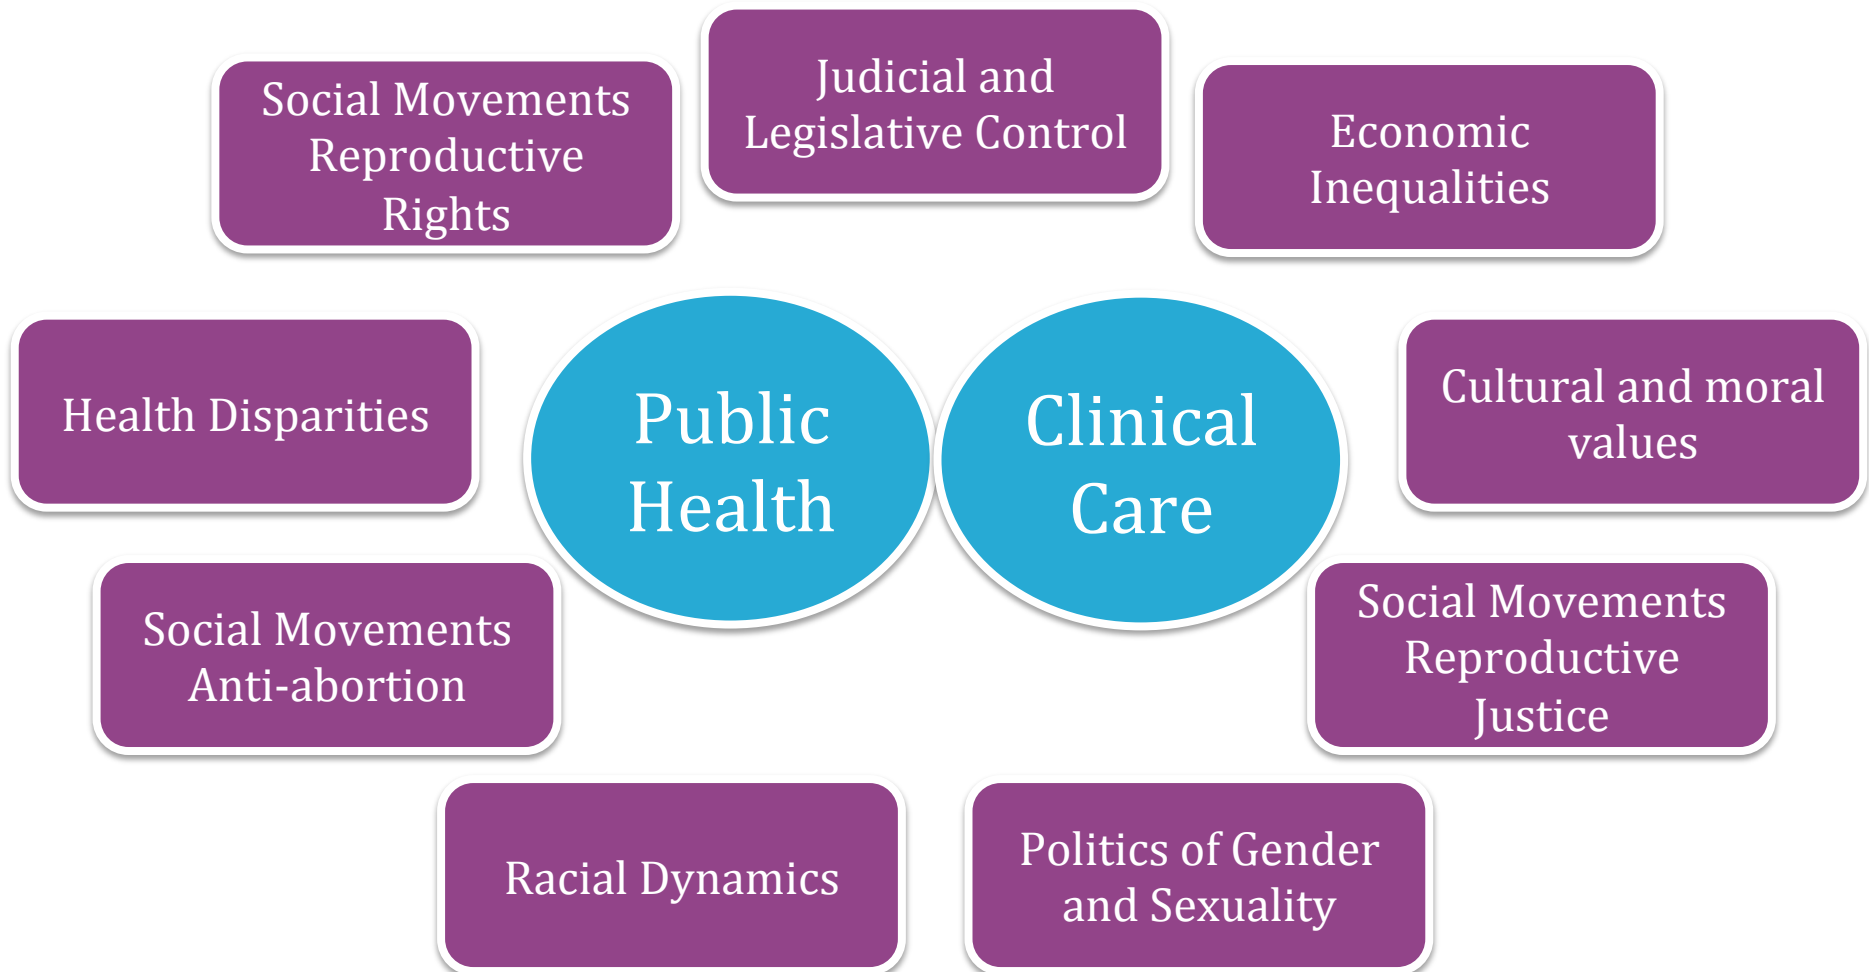 Judicial and
Legislative Control
Social Movements
Reproductive
Rights
Economic
Inequalities
Health Disparities
Public
Health
Clinical
Care
Cultural and moral
values
Social Movements
Anti-abortion
Social Movements
Reproductive
Justice
Racial Dynamics
Politics of Gender
and Sexuality